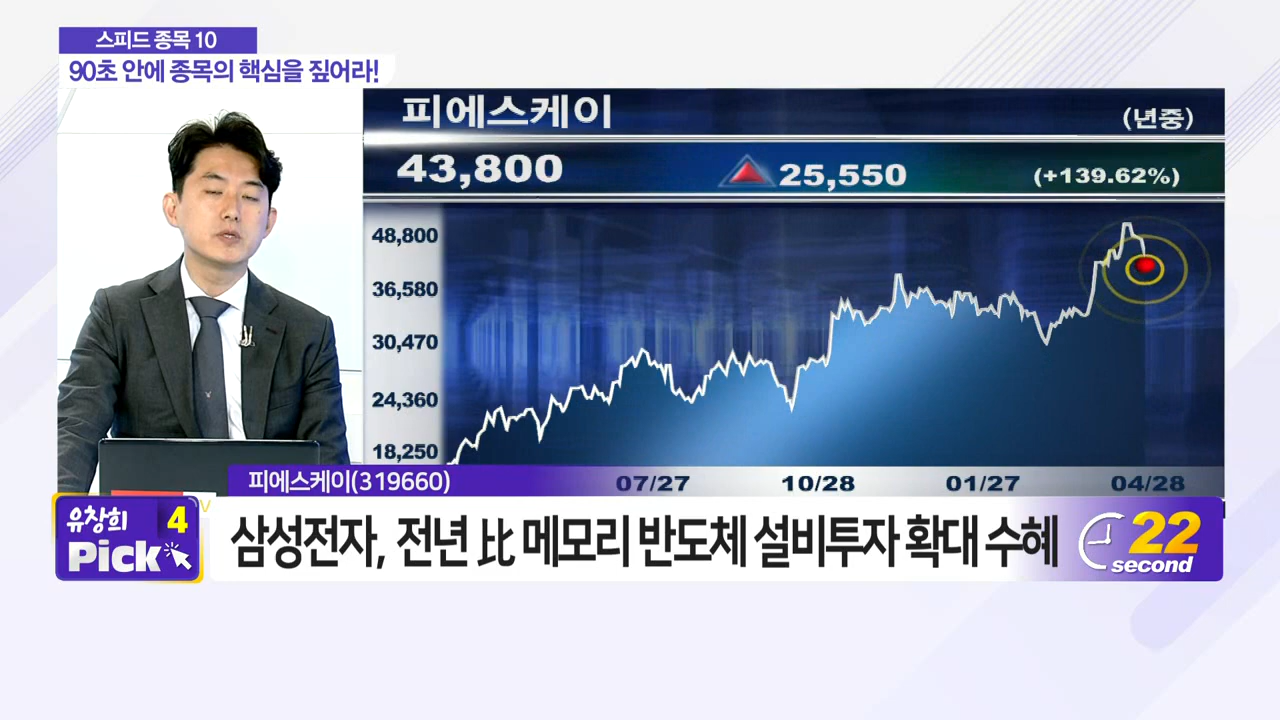 스피드 종목 10
90초 안에 종목의 핵심을 짚어라!
피에스케이 (년중)
43,800 25,550 (+139.62%)
48,800
36,580
30,470
24,360
18,250
07/27 10/28 01/27 04/28
피에스케이(319660)
유창희 4
Pick
삼성전자, 전년 比 메모리 반도체 설비투자 확대 수혜
22
second